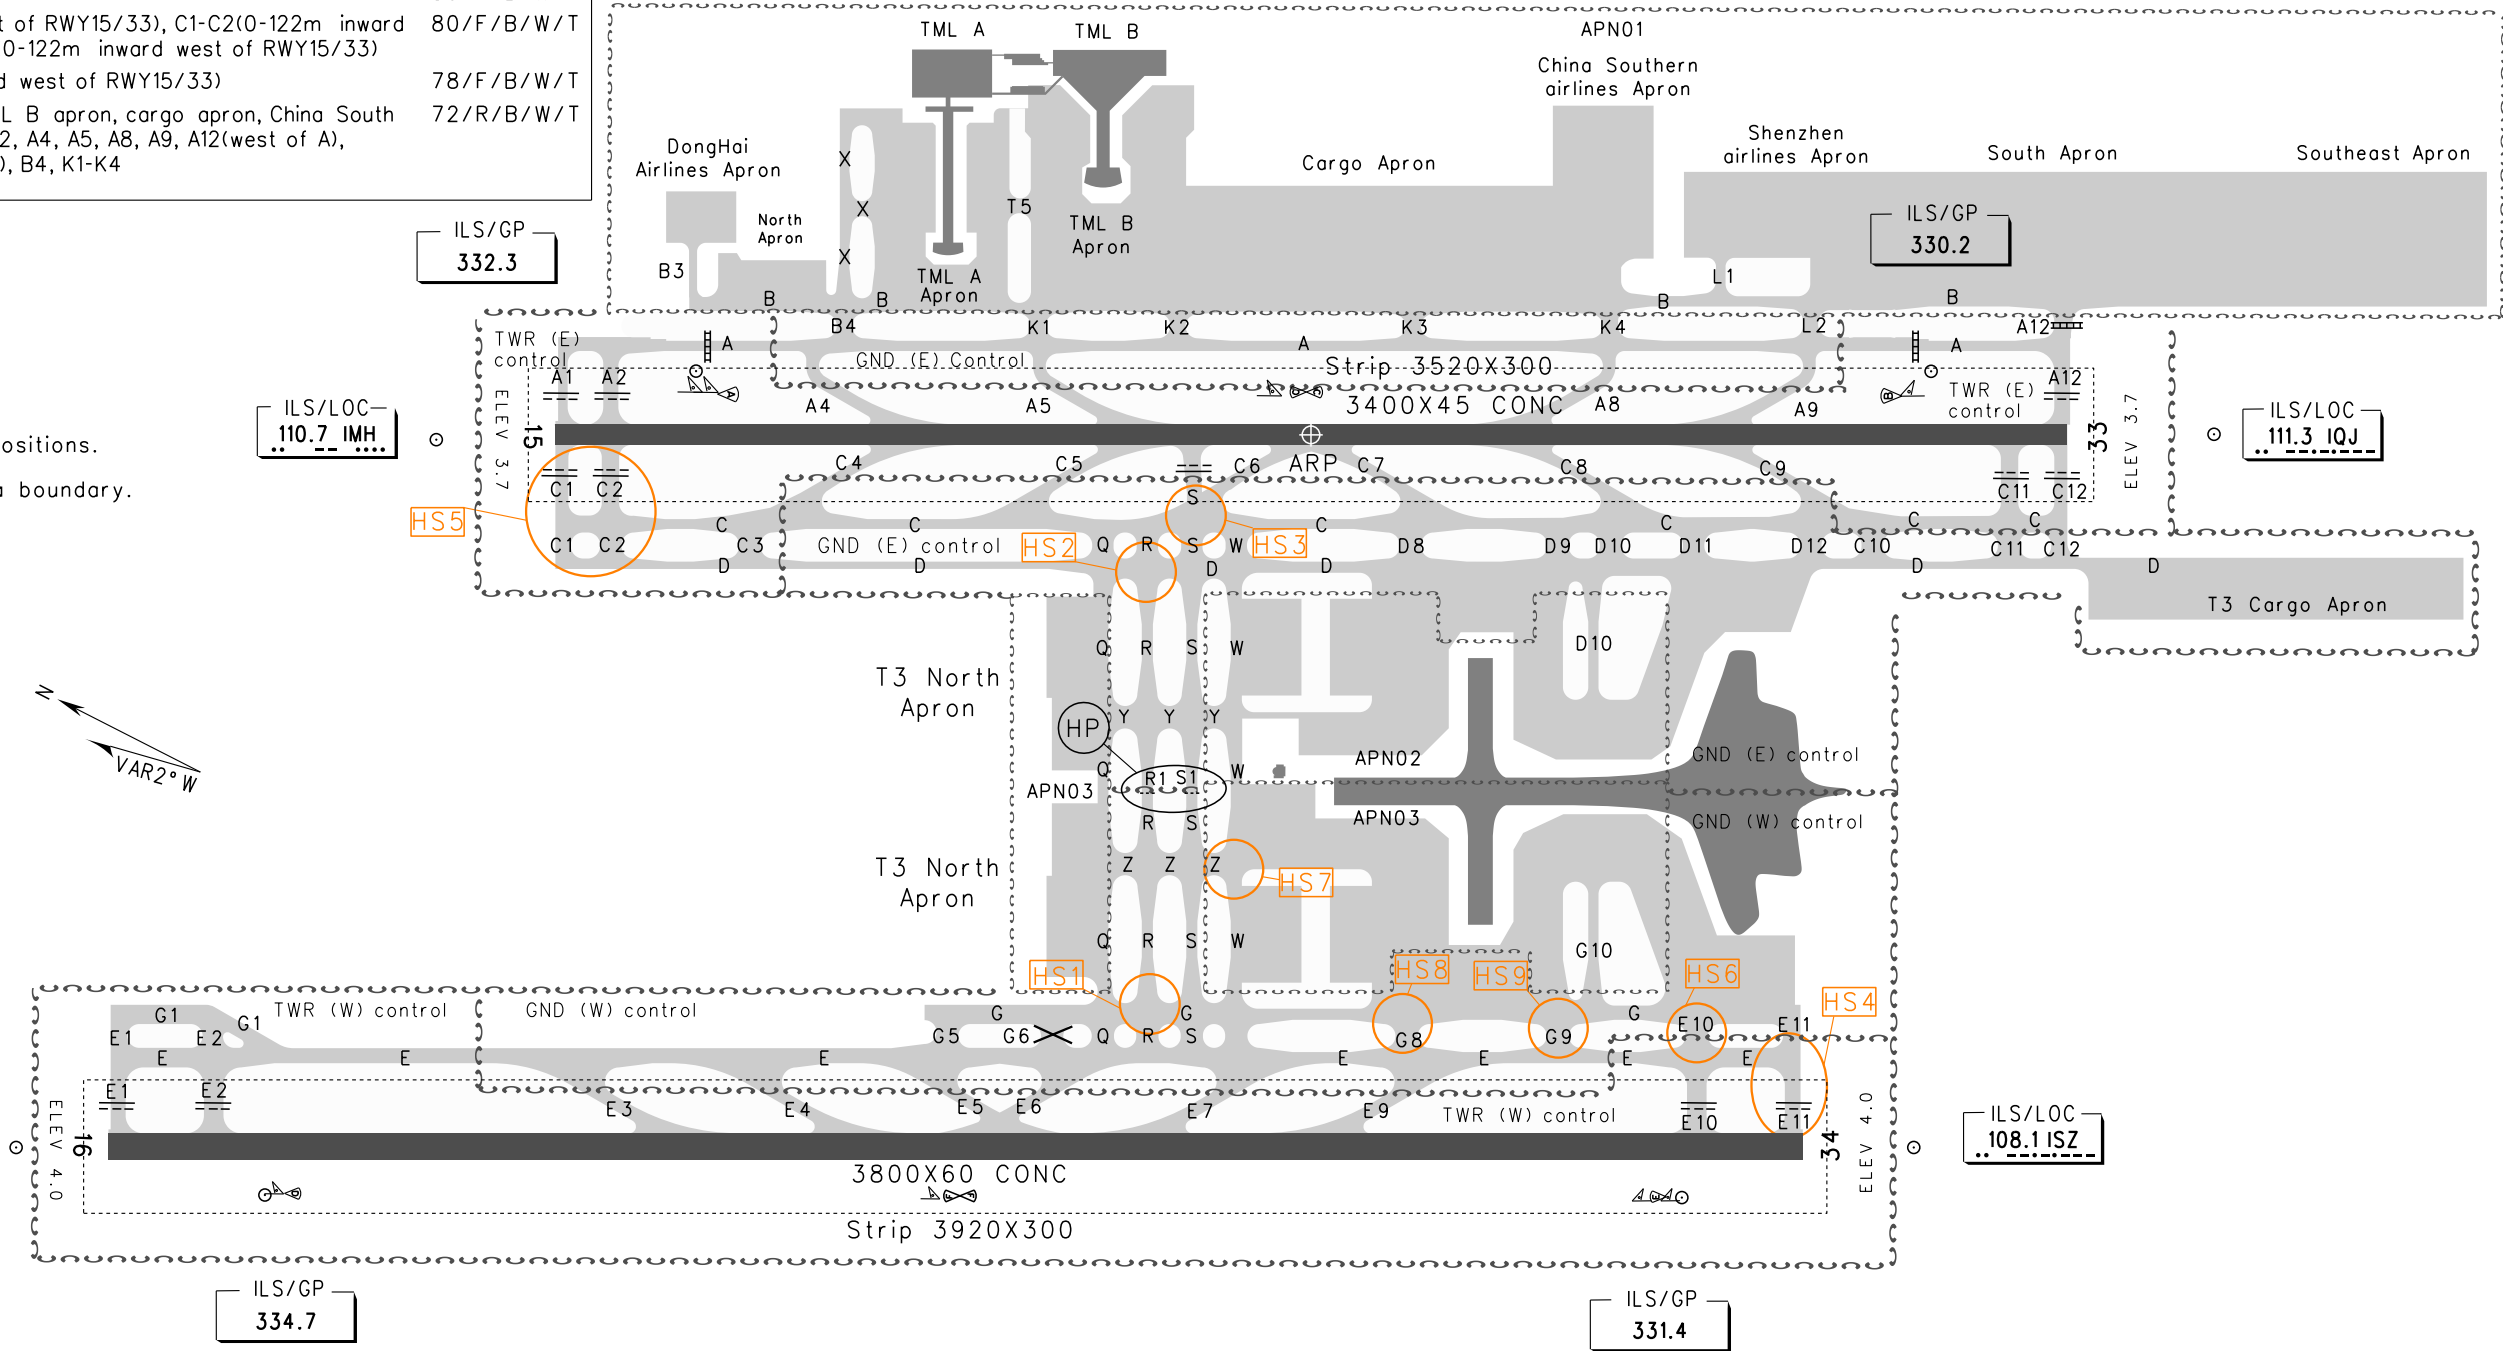 t of RWY15/33), C1-C2(0-122m inward 80/F/B/W/T
0-122m inward west of RWY15/33)
d west of RWY15/33) 78/F/B/W/T
L B apron, cargo apron, China South 72/R/B/W/T
2, A4, A5, A8, A9, A12(west of A),
), B4, K1-K4
TML A
TML B
APN01
China Southern
airlines Apron
DongHai
Airlines Apron
Cargo Apron
Shenzhen
airlines Apron
South Apron
Southeast Apron
X
X
X
T5
North
Apron
TML B
Apron
TML A
Apron
ILS/GP
332.3
ILS/GP
330.2
B3
L1
B
B
B
B
B4
K1
K2
K3
K4
L2
A12
TWR (E)
control
A
A
A
GND (E) Control
Strip 3520X300
A1
A2
A12
TWR (E)
control
A4
A5
3400X45 CONC
A8
A9
ELEV 3.7
15
33
ELEV 3.7
ILS/LOC
110.7 IMH
ILS/LOC
111.3 IQJ
ositions.
a boundary.
C4
C5
C6
ARP
C7
C8
C9
C1
C2
S
C11
C12
HS5
C
C
C
C
C
C
C1
C2
C3
GND (E) control
HS2
Q
R
S
W
HS3
D8
D9
D10
D11
D12
C10
C11
C12
D
D
D
D
D
D
T3 Cargo Apron
Q
R
S
W
D10
T3 North
Apron
N
VAR2°W
HP
Y
Y
Y
Q
R1
S1
W
APN02
GND (E) control
APN03
APN03
GND (W) control
R
S
T3 North
Apron
Z
Z
Z
HS7
Q
R
S
W
G10
HS1
HS8
HS9
HS6
HS4
G1
G1
TWR (W) control
GND (W) control
G
G
G
E10
E11
E1
E2
G5
G6
Q
R
S
G8
G9
E
E
E
E
E
E
E
E1
E2
E3
E4
E5
E6
E7
E9
TWR (W) control
E10
E11
ELEV 4.0
16
34
ELEV 4.0
ILS/LOC
108.1 ISZ
3800X60 CONC
Strip 3920X300
ILS/GP
334.7
ILS/GP
331.4